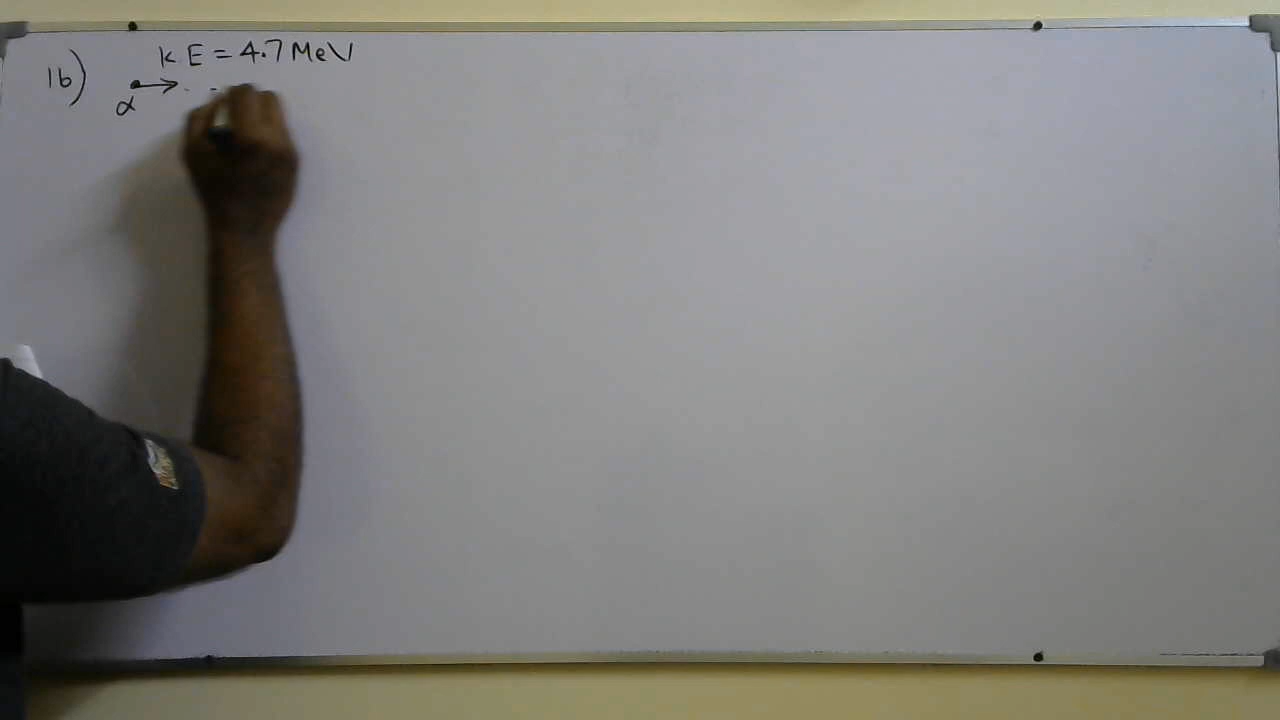 16) KE = 4.7 MeV
α